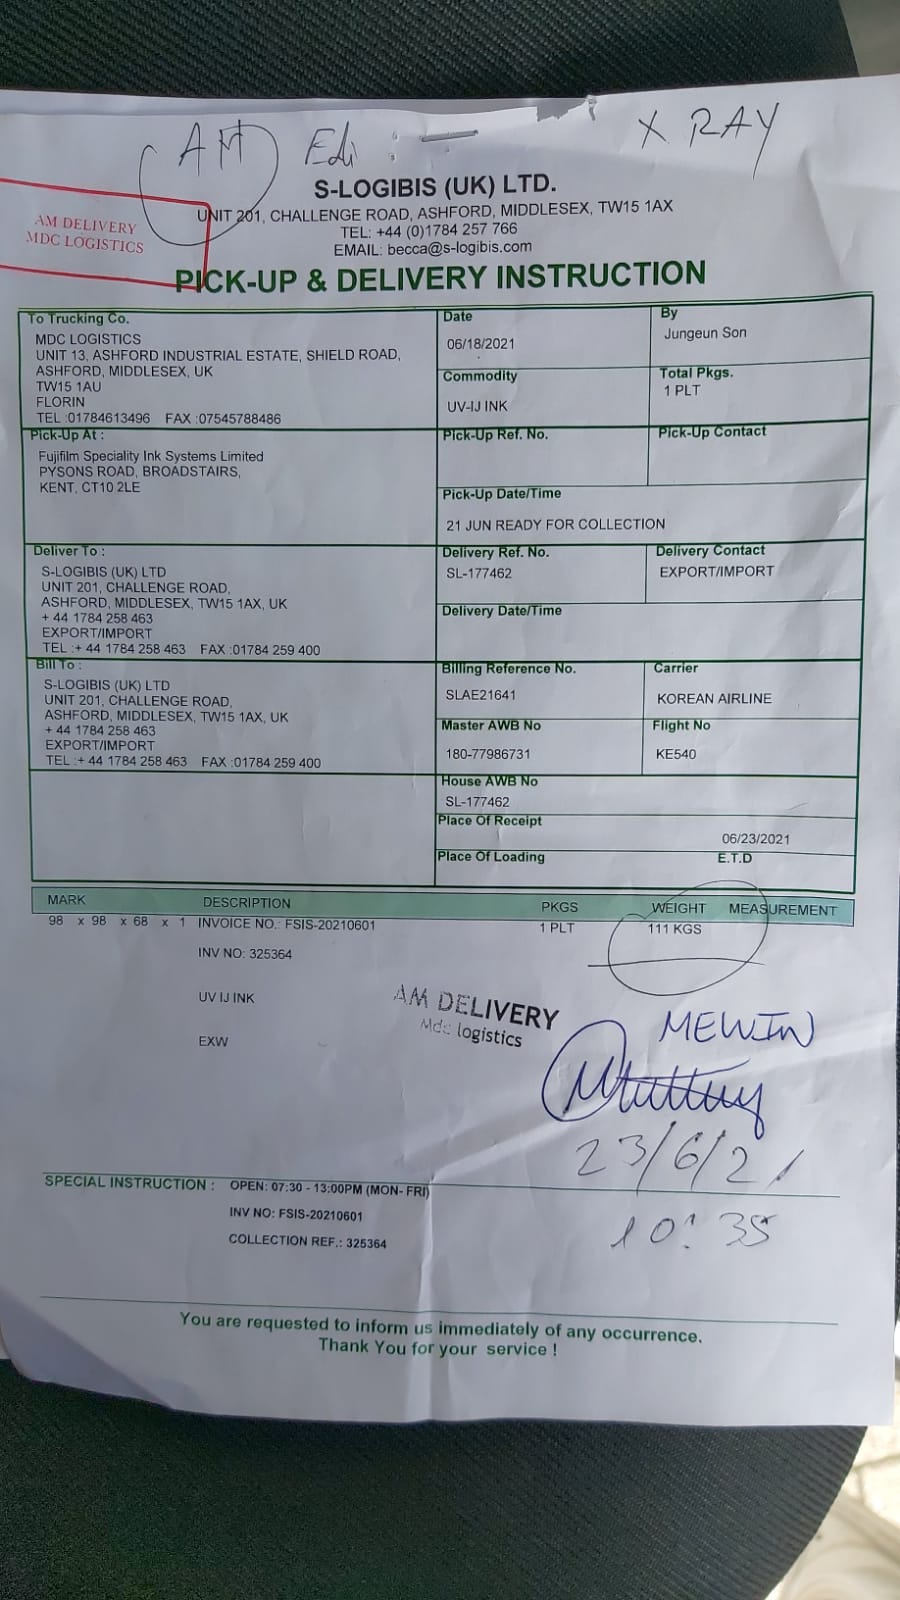 AM Edi : X RAY
S-LOGIBIS (UK) LTD.
UNIT 201, CHALLENGE ROAD, ASHFORD, MIDDLESEX, TW15 1AX
TEL: +44 (0)1784 257 766
EMAIL: becca@s-logibis.com
AM DELIVERY
MDC LOGISTICS
PICK-UP & DELIVERY INSTRUCTION
To Trucking Co.
MDC LOGISTICS
UNIT 13, ASHFORD INDUSTRIAL ESTATE, SHIELD ROAD,
ASHFORD, MIDDLESEX, UK
TW15 1AU
FLORIN
TEL :01784613496 FAX :07545788486
Date
06/18/2021
By
Jungeun Son
Commodity
UV-IJ INK
Total Pkgs.
1 PLT
Pick-Up At :
Fujifilm Speciality Ink Systems Limited
PYSONS ROAD, BROADSTAIRS,
KENT, CT10 2LE
Pick-Up Ref. No.
Pick-Up Contact
Pick-Up Date/Time
21 JUN READY FOR COLLECTION
Deliver To :
S-LOGIBIS (UK) LTD
UNIT 201, CHALLENGE ROAD,
ASHFORD, MIDDLESEX, TW15 1AX, UK
+ 44 1784 258 463
EXPORT/IMPORT
TEL :+ 44 1784 258 463 FAX :01784 259 400
Delivery Ref. No.
SL-177462
Delivery Contact
EXPORT/IMPORT
Delivery Date/Time
Bill To :
S-LOGIBIS (UK) LTD
UNIT 201, CHALLENGE ROAD,
ASHFORD, MIDDLESEX, TW15 1AX, UK
+ 44 1784 258 463
EXPORT/IMPORT
TEL :+ 44 1784 258 463 FAX :01784 259 400
Billing Reference No.
SLAE21641
Carrier
KOREAN AIRLINE
Master AWB No
180-77986731
Flight No
KE540
House AWB No
SL-177462
Place Of Receipt
06/23/2021
Place Of Loading E.T.D
MARK DESCRIPTION PKGS WEIGHT MEASUREMENT
98 x 98 x 68 x 1 INVOICE NO.: FSIS-20210601 1 PLT 111 KGS
INV NO: 325364
UV IJ INK
EXW
AM DELIVERY
Mdc logistics
MEWIN
23/6/21
10:35
SPECIAL INSTRUCTION : OPEN: 07:30 - 13:00PM (MON- FRI)
INV NO: FSIS-20210601
COLLECTION REF.: 325364
You are requested to inform us immediately of any occurrence.
Thank You for your service !